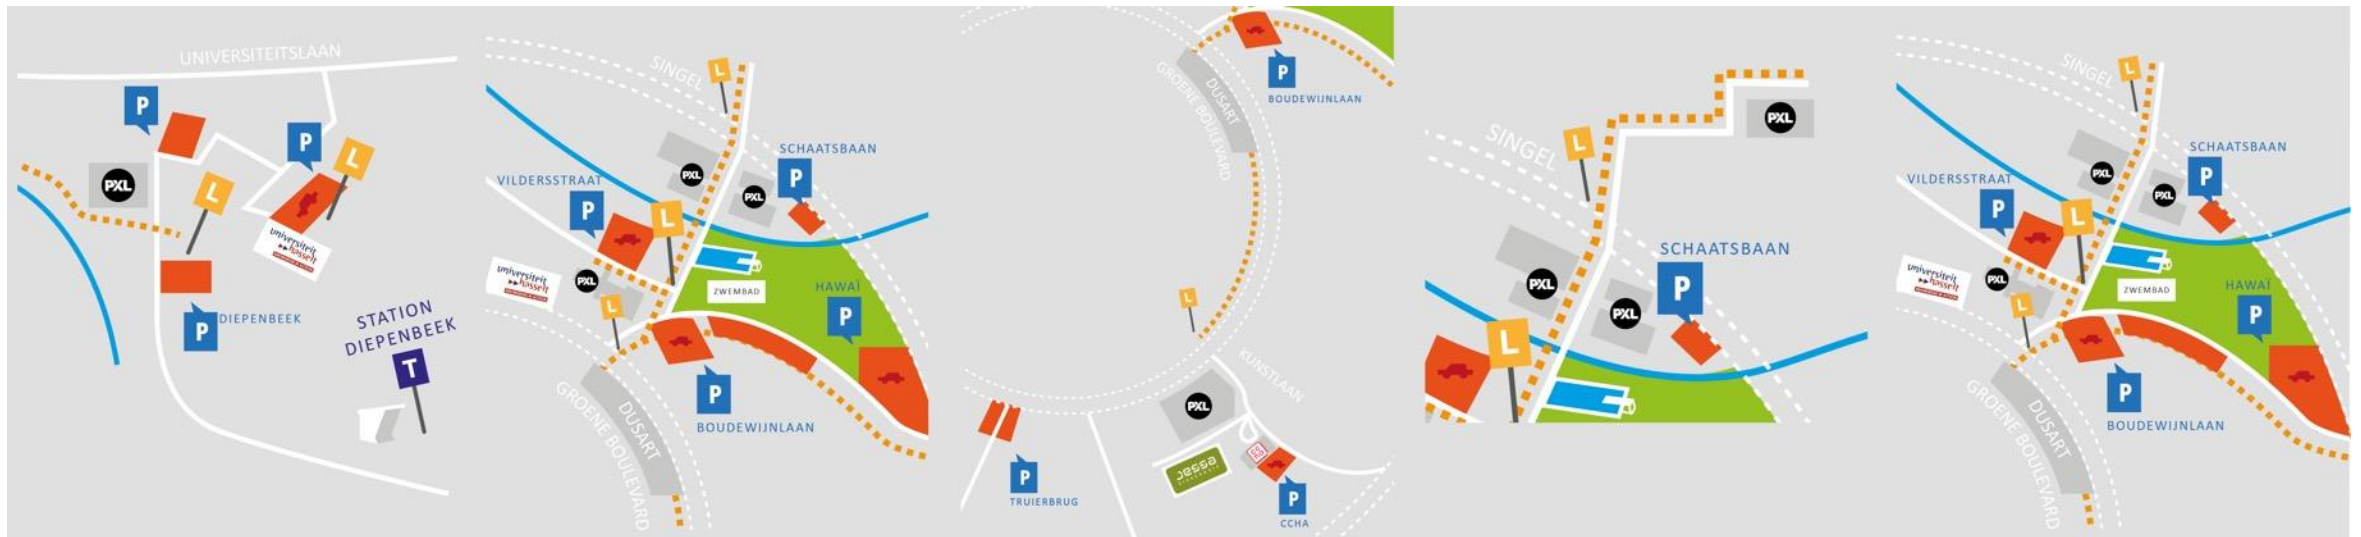 UNIVERSITEITSLAAN
P
P
L
PXL
L
universiteit
hasselt
P
DIEPENBEEK
STATION
DIEPENBEEK
T
SINGEL
L
PXL
SCHAATSBAAN
P
PXL
VILDERSSTRAAT
P
L
universiteit
hasselt
PXL
L
ZWEMBAD
HAWAÏ
P
P
BOUDEWIJNLAAN
DUSART
GROENE BOULEVARD
P
BOUDEWIJNLAAN
DUSART
GROENE BOULEVARD
L
KUNSTLAAN
PXL
P
TRUIERBRUG
Jessa
P
CCHA
PXL
SINGEL
L
SCHAATSBAAN
P
PXL
PXL
L
SINGEL
L
PXL
SCHAATSBAAN
P
PXL
VILDERSSTRAAT
P
L
universiteit
hasselt
PXL
L
ZWEMBAD
HAWAÏ
P
P
BOUDEWIJNLAAN
DUSART
GROENE BOULEVARD